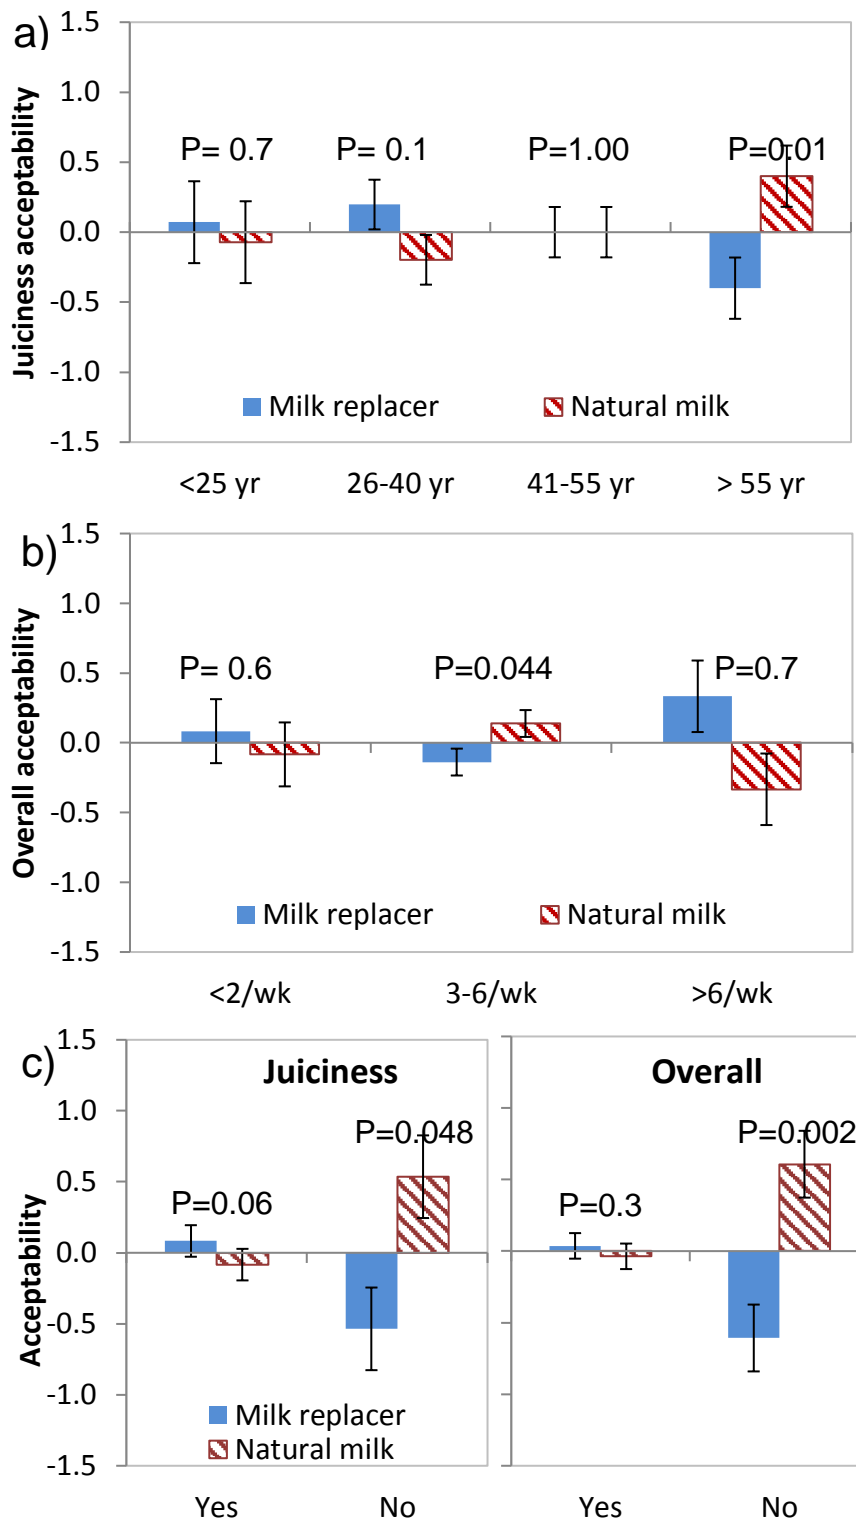 a)
Juiciness acceptability
1.5
1.0
0.5
0.0
-0.5
-1.0
-1.5
P= 0.7 P= 0.1 P=1.00 P=0.01
Milk replacer Natural milk
<25 yr 26-40 yr 41-55 yr > 55 yr
b)
Overall acceptability
1.5
1.0
0.5
0.0
-0.5
-1.0
-1.5
P= 0.6 P=0.044 P=0.7
Milk replacer Natural milk
<2/wk 3-6/wk >6/wk
c)
Acceptability
1.5
1.0
0.5
0.0
-0.5
-1.0
-1.5
Juiciness
P=0.06 P=0.048
Milk replacer
Natural milk
Yes No
Overall
P=0.3 P=0.002
Yes No